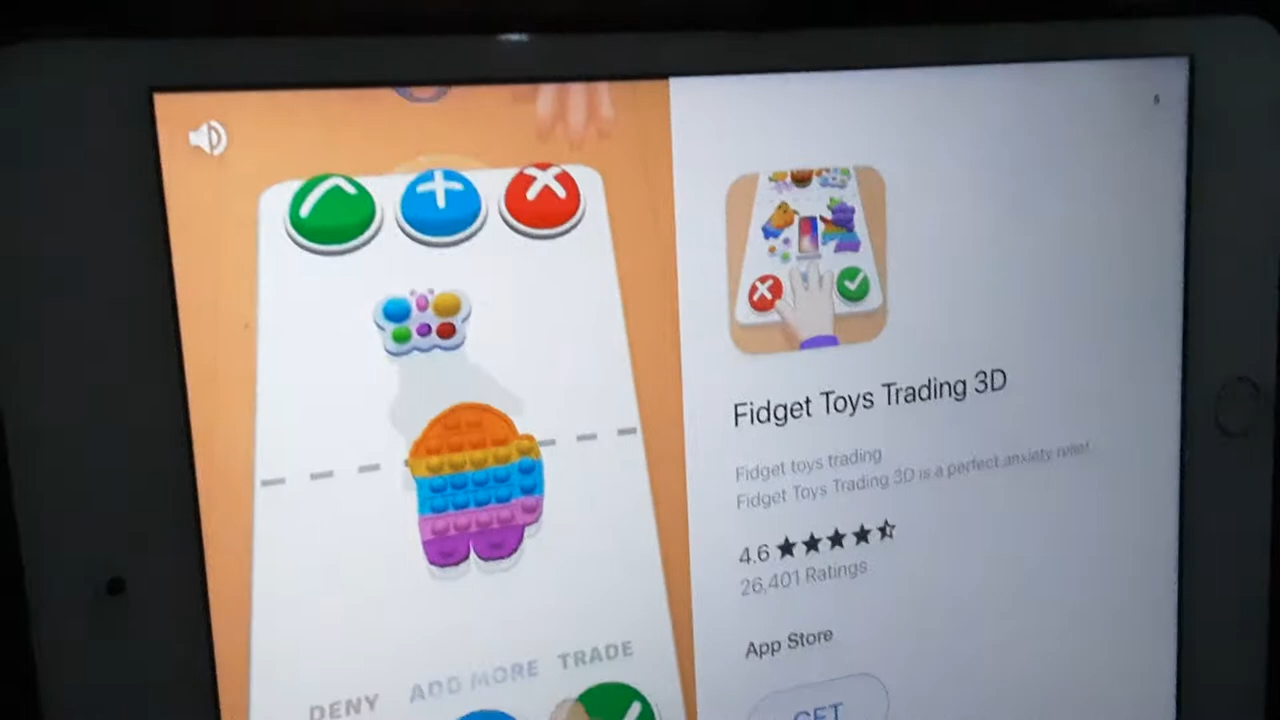 DENY ADD MORE TRADE
5
Fidget Toys Trading 3D
Fidget toys trading
Fidget Toys Trading 3D is a perfect anxiety relief
4.6
26,401 Ratings
App Store
GET